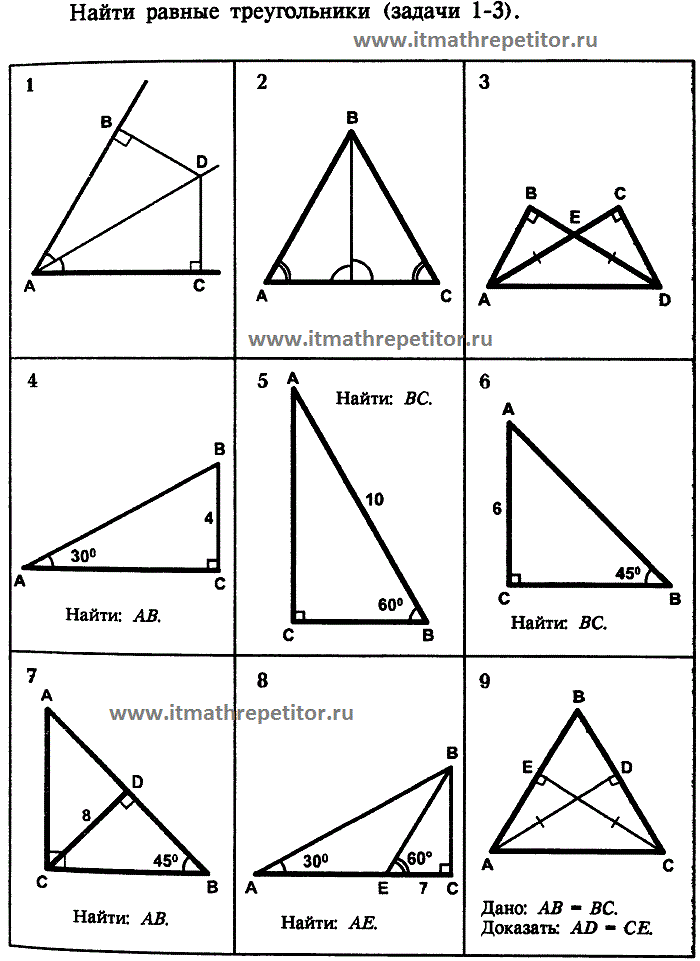 Найти равные треугольники (задачи 1-3).
www.itmathrepetitor.ru
1
B
D
A
C
2
B
A
C
3
B
C
E
A
D
www.itmathrepetitor.ru
4
B
4
30⁰
A
C
Найти: AB.
5
A
Найти: BC.
10
60⁰
C
B
6
A
6
45⁰
C
B
Найти: BC.
7
A
www.itmathrepetitor.ru
D
8
45⁰
C
B
Найти: AB.
8
B
30⁰
60°
A
E
7
C
Найти: AE.
9
B
E
D
A
C
Дано: AB = BC.
Доказать: AD = CE.